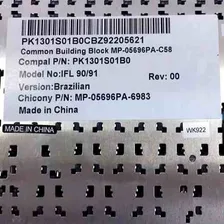 PK1301S01B0CBZ92205621
Common Building Block MP-05696PA-C58
Compal P/N: PK1301S01B0
Model No:IFL 90/91 Rev: 00
Version:Brazilian
Chicony P/N: MP-05696PA-6983
Made in China
MADE IN CHINA
WK922